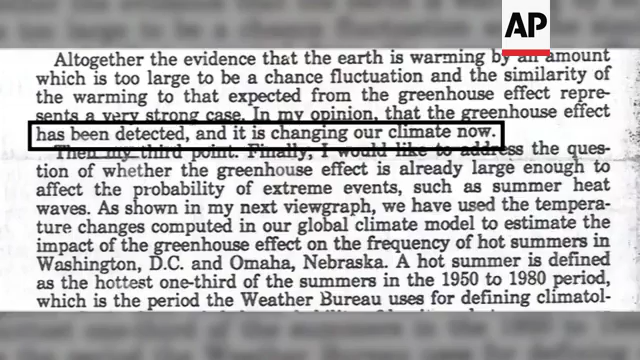 AP
Altogether the evidence that the earth is warming by an amount
which is too large to be a chance fluctuation and the similarity of
the warming to that expected from the greenhouse effect repre-
sents a very strong case. In my opinion, that the greenhouse effect
has been detected, and it is changing our climate now.
Then my third point. Finally, I would like to address the ques-
tion of whether the greenhouse effect is already large enough to
affect the probability of extreme events, such as summer heat
waves. As shown in my next viewgraph, we have used the tempera-
ture changes computed in our global climate model to estimate the
impact of the greenhouse effect on the frequency of hot summers in
Washington, D.C. and Omaha, Nebraska. A hot summer is defined
as the hottest one-third of the summers in the 1950 to 1980 period,
which is the period the Weather Bureau uses for defining climatol-